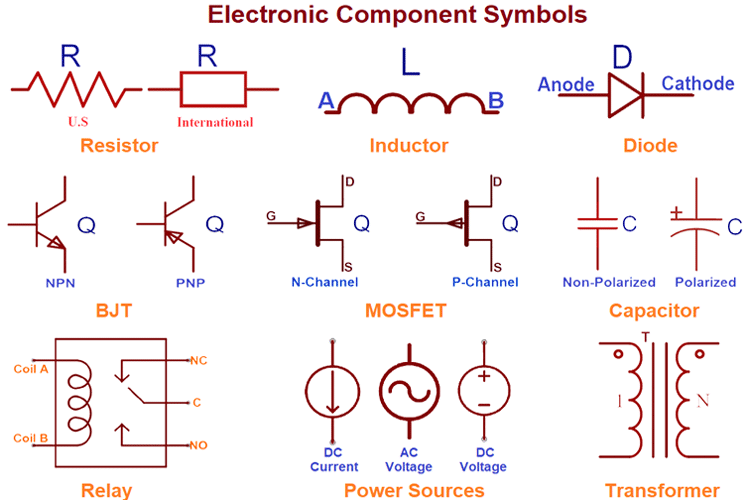 Electronic Component Symbols
R
R
L
D
U.S
International
A
B
Anode
Cathode
Resistor
Inductor
Diode
Q
NPN
Q
PNP
G
D
S
Q
N-Channel
G
D
S
Q
P-Channel
C
Non-Polarized
+
C
Polarized
BJT
MOSFET
Capacitor
Coil A
Coil B
NC
C
NO
DC
Current
AC
Voltage
+
−
DC
Voltage
T
1
N
Relay
Power Sources
Transformer